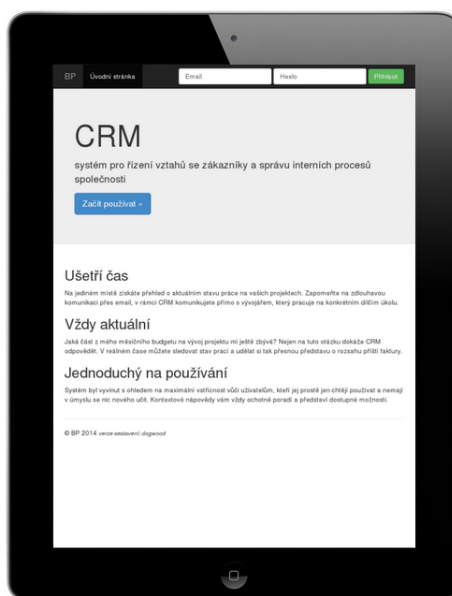 BP Úvodní stránka Email Heslo Přihlásit
CRM
systém pro řízení vztahů se zákazníky a správu interních procesů
společnosti
Začít používat »
Ušetří čas
Na jediném místě získáte přehled o aktuálním stavu práce na vašich projektech. Zapomeňte na zdlouhavou
komunikaci přes email, v rámci CRM komunikujete přímo s vývojářem, který pracuje na konkrétním dílčím úkolu.
Vždy aktuální
Jaká část z mého měsíčního budgetu na vývoj projektu mi ještě zbývá? Nejen na tuto otázku dokáže CRM
odpovědět. V reálném čase můžete sledovat stav prací a udělat si tak přesnou představu o rozsahu příští faktury.
Jednoduchý na používání
Systém byl vyvinut s ohledem na maximální vstřícnost vůči uživatelům, kteří jej prostě jen chtějí používat a nemají
v úmyslu se nic nového učit. Kontextové nápovědy vám vždy ochotně poradí a představí dostupné možnosti.
© BP 2014 verze sestavení: dagwood